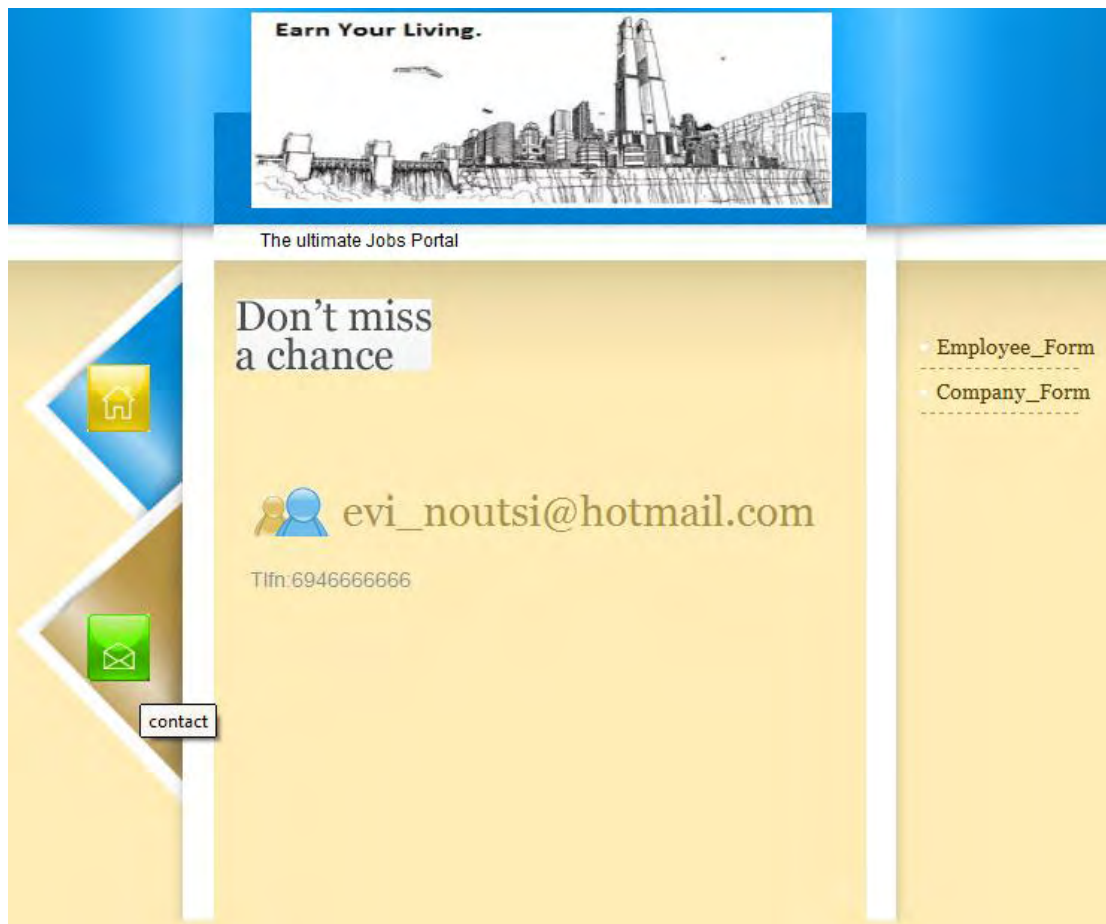 Earn Your Living.
The ultimate Jobs Portal
Don't miss
a chance
Employee_Form
Company_Form
evi_noutsi@hotmail.com
Tlfn:6946666666
contact